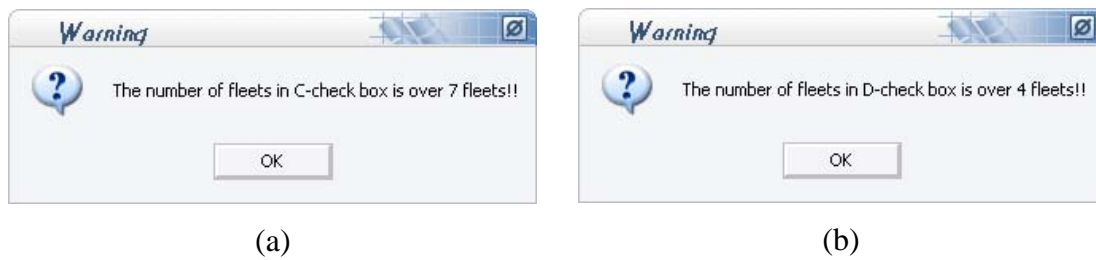 Warning
The number of fleets in C-check box is over 7 fleets!!
OK
(a)
Warning
The number of fleets in D-check box is over 4 fleets!!
OK
(b)